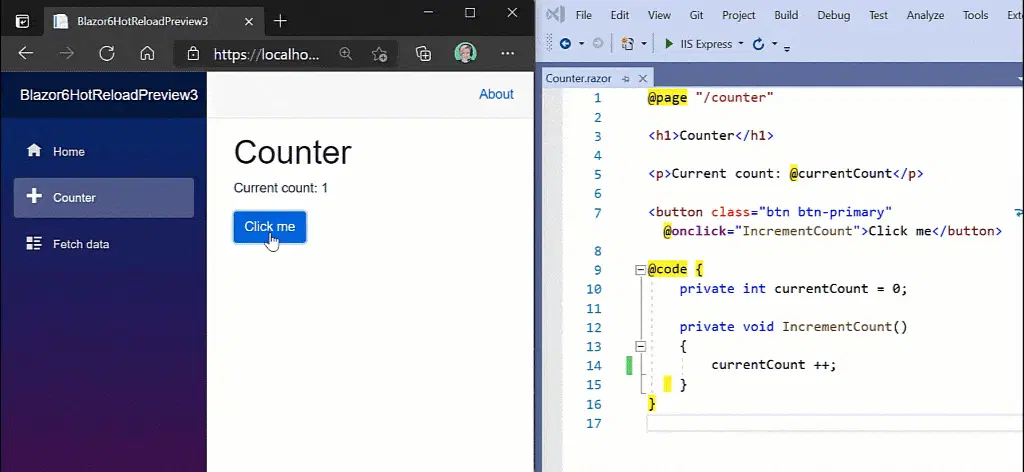 Blazor6HotReloadPreview3
https://localho...
Blazor6HotReloadPreview3
About
Home
Counter
Fetch data
Counter
Current count: 1
Click me
File Edit View Git Project Build Debug Test Analyze Tools Ext
IIS Express
Counter.razor
1 @page "/counter"
2
3 <h1>Counter</h1>
4
5 <p>Current count: @currentCount</p>
6
7 <button class="btn btn-primary"
@onclick="IncrementCount">Click me</button>
8
9 @code {
10 private int currentCount = 0;
11
12 private void IncrementCount()
13 {
14 currentCount ++;
15 }
16 }
17